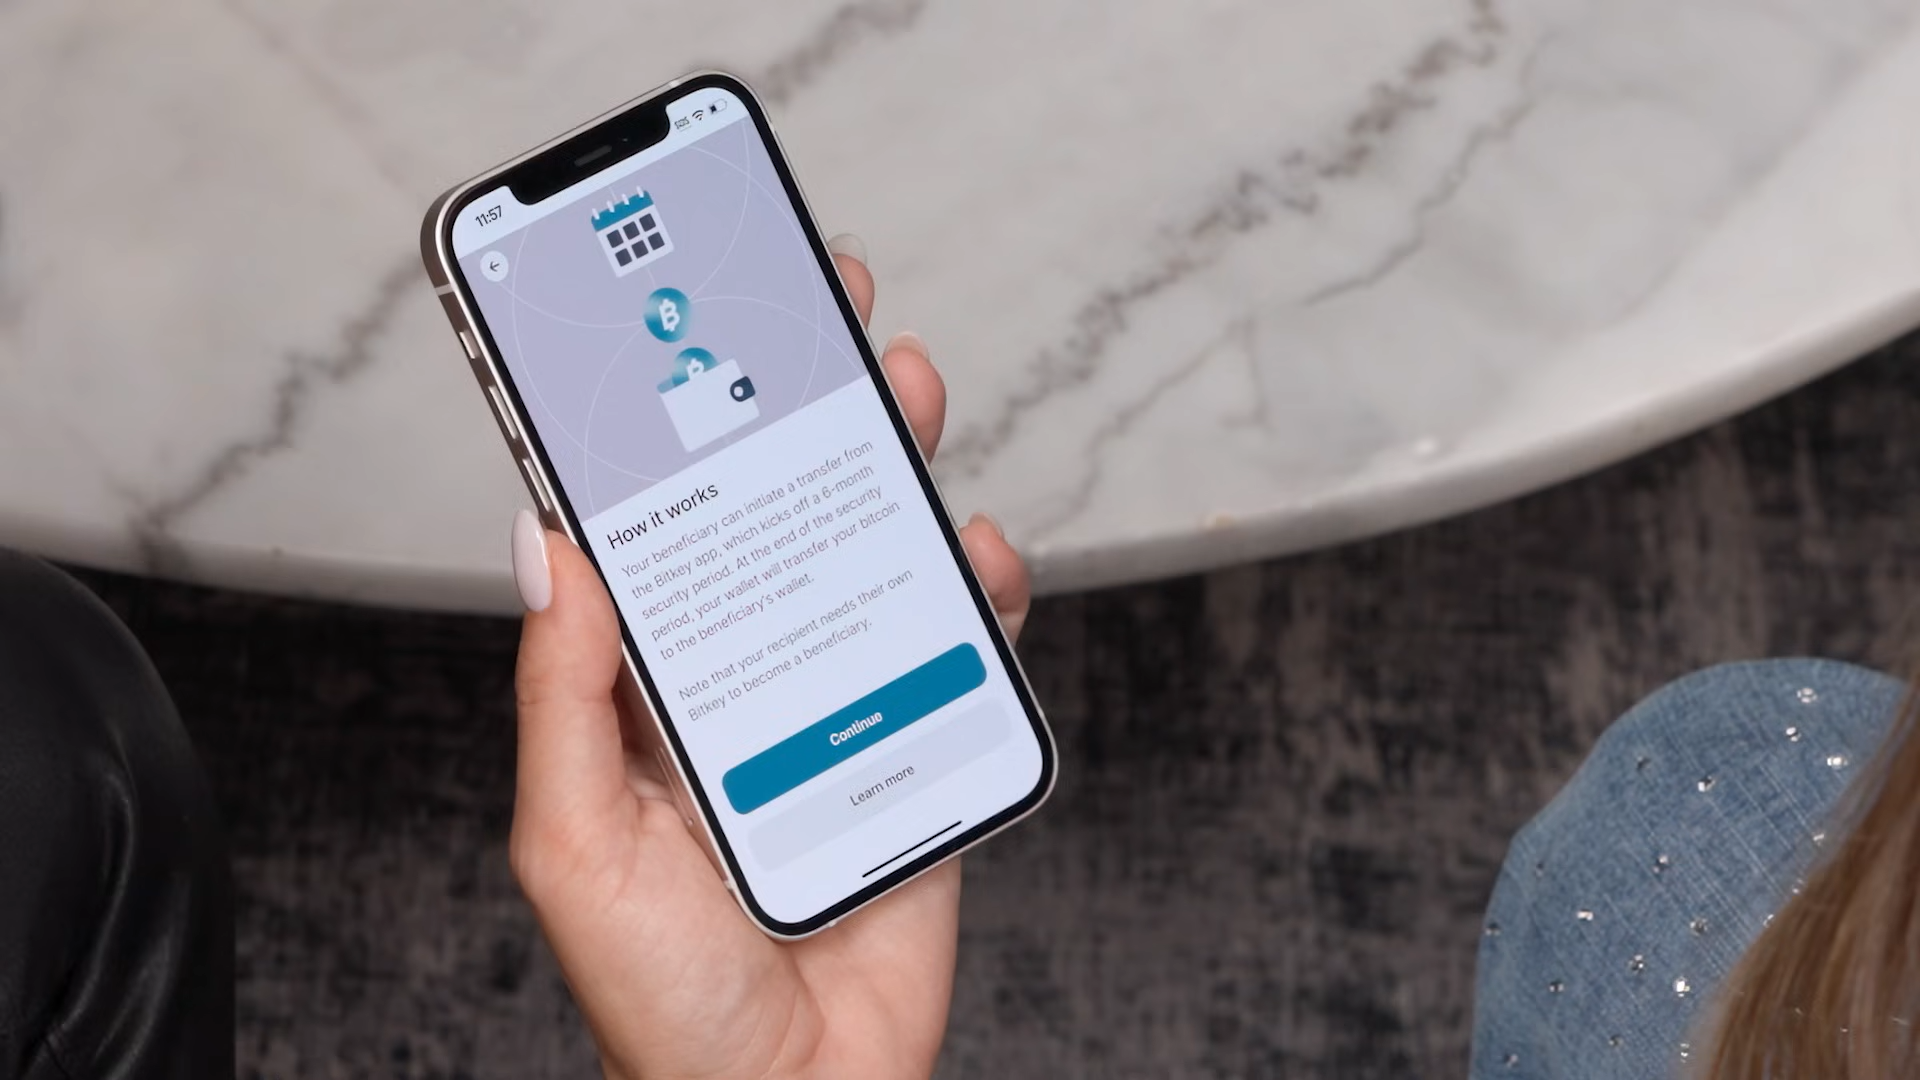 11:57
SOS
How it works
Your beneficiary can initiate a transfer from
the Bitkey app, which kicks off a 6-month
security period. At the end of the security
period, your wallet will transfer your bitcoin
to the beneficiary's wallet.
Note that your recipient needs their own
Bitkey to become a beneficiary.
Continue
Learn more